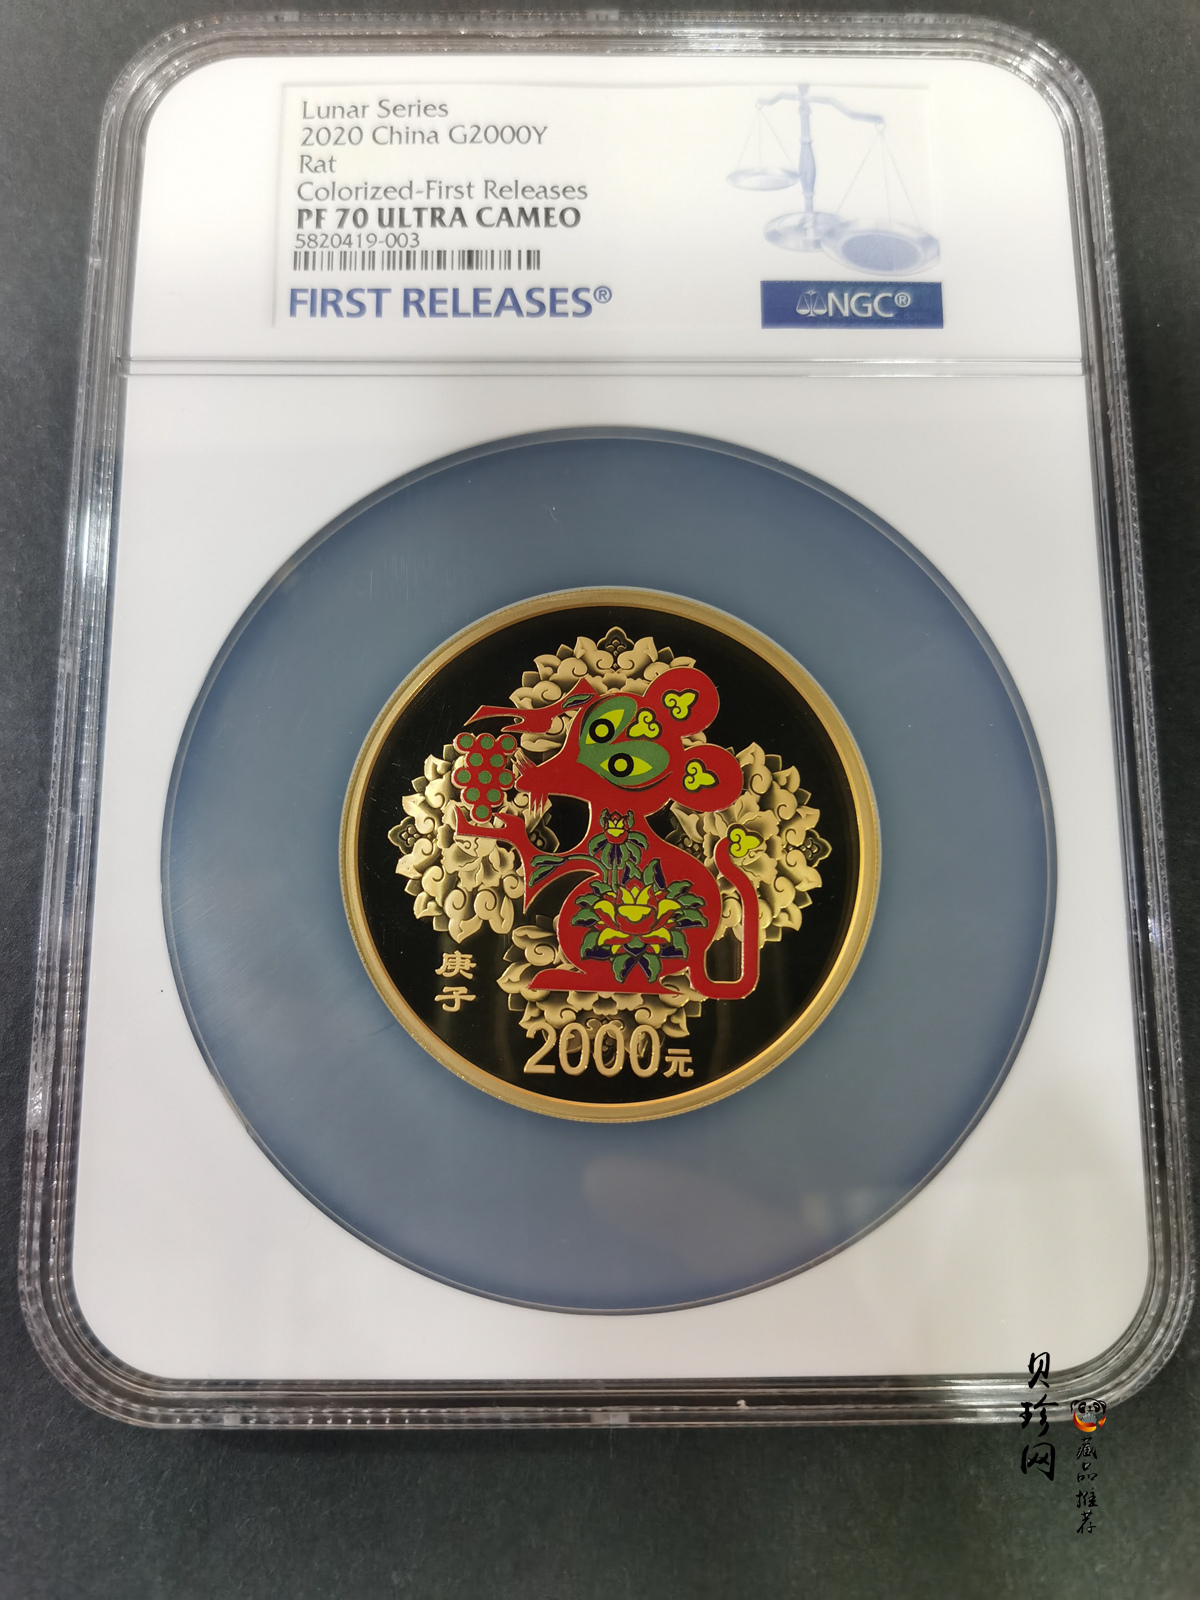 Lunar Series
2020 China G2000Y
Rat
Colorized-First Releases
PF 70 ULTRA CAMEO
5820419-003
FIRST RELEASES®
NGC®
庚子
2000元
贝珍网
藏品推荐